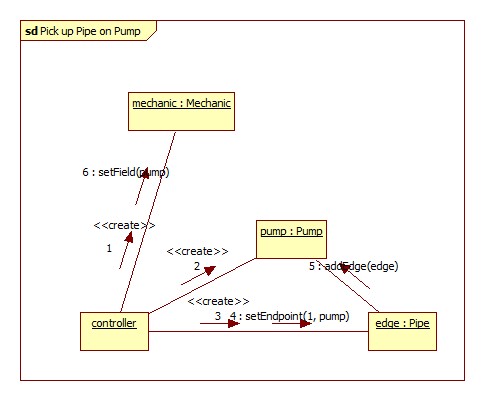 sd Pick up Pipe on Pump
mechanic : Mechanic
6 : setField(pump)
<<create>>
1
pump : Pump
<<create>>
2
5 : addEdge(edge)
<<create>>
3
4 : setEndpoint(1, pump)
controller
edge : Pipe